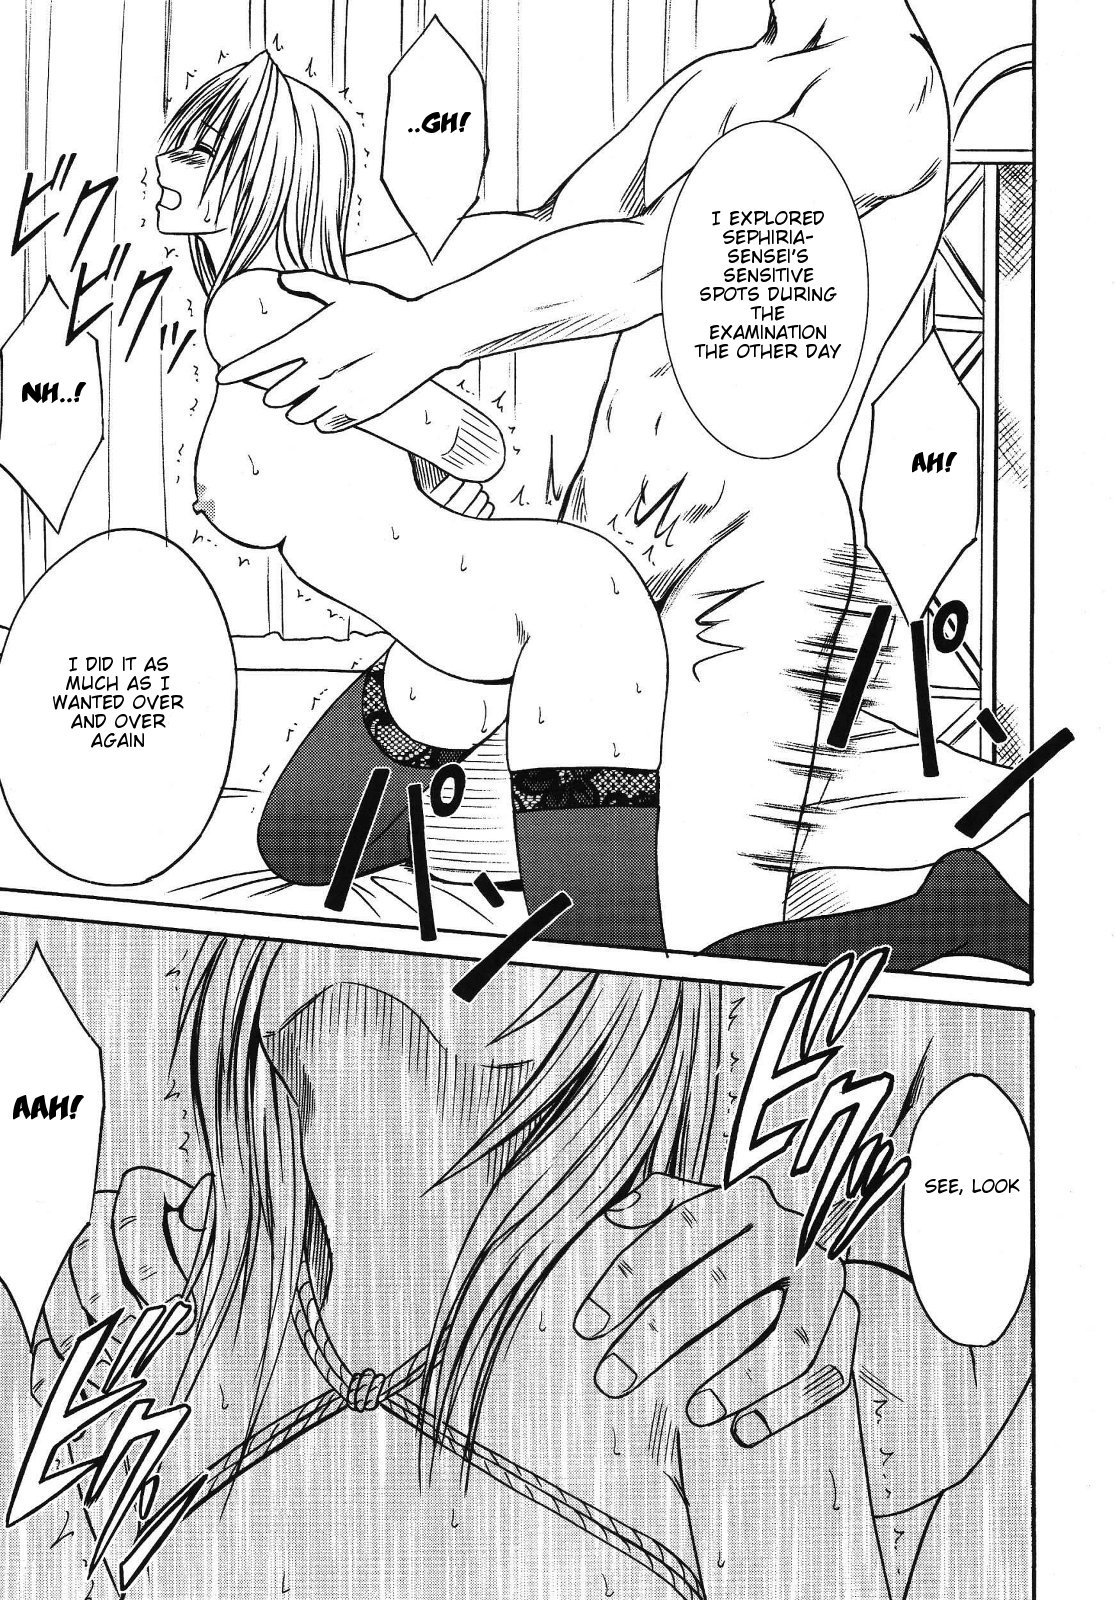 ..GH!
I EXPLORED
SEPHIRIA-
SENSEI'S
SENSITIVE
SPOTS DURING
THE
EXAMINATION
THE OTHER DAY
ビク
ビクッ
NH..!
AH!
I DID IT AS
MUCH AS I
WANTED OVER
AND OVER
AGAIN
パン
パン
SEE, LOOK
ビクッ
AAH!
ビクン